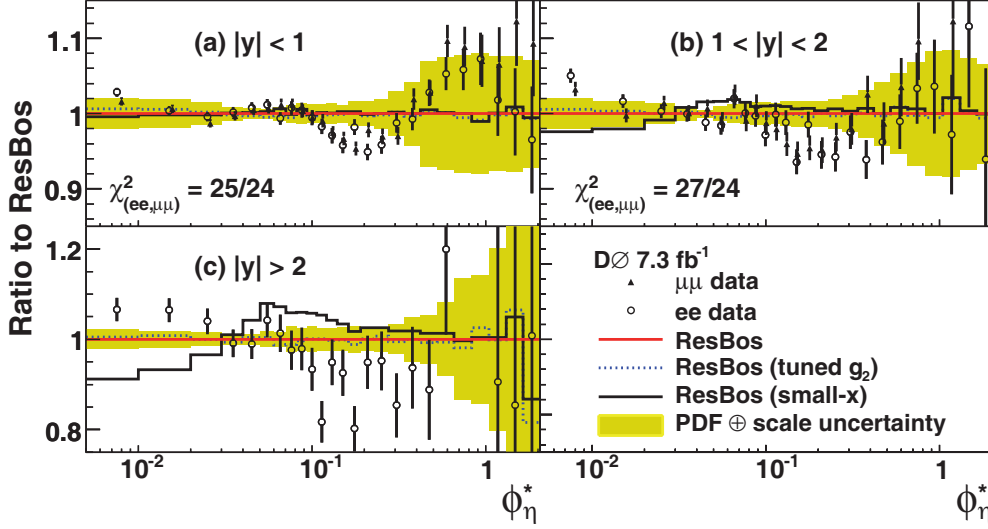 Ratio to ResBos
1.1
1
0.9
(a) |y| < 1
χ²(ee,μμ) = 25/24
(b) 1 < |y| < 2
χ²(ee,μμ) = 27/24
1.2
1
0.8
(c) |y| > 2
10⁻² 10⁻¹ 1
ϕ*η
DØ 7.3 fb⁻¹
μμ data
ee data
ResBos
ResBos (tuned g₂)
ResBos (small-x)
PDF ⊕ scale uncertainty
10⁻² 10⁻¹ 1
ϕ*η